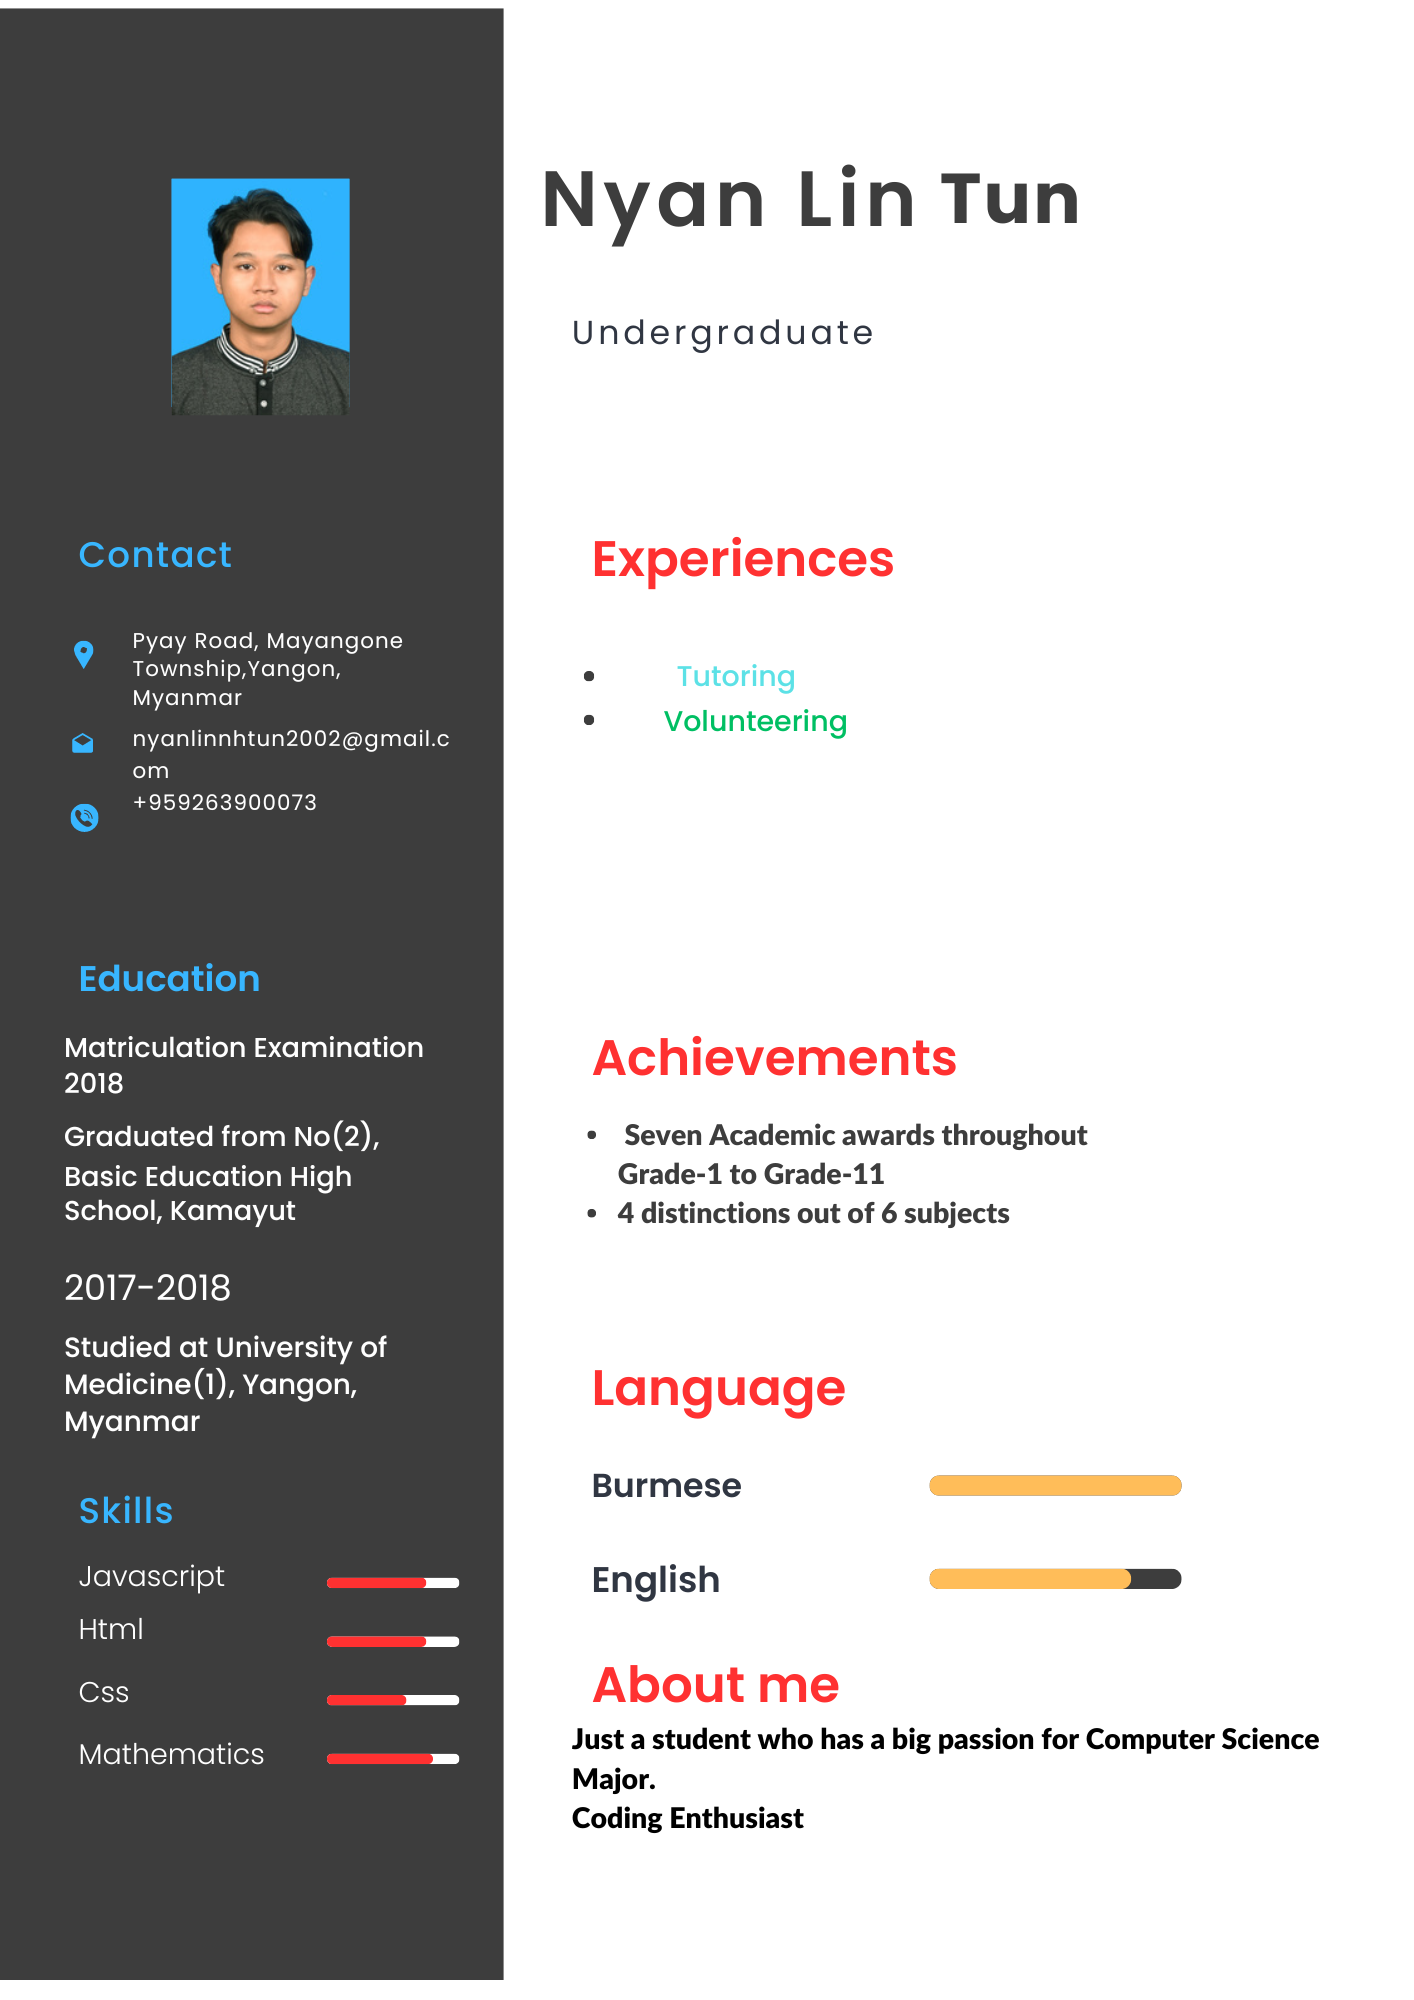 Nyan Lin Tun
Undergraduate
Contact
Pyay Road, Mayangone
Township,Yangon,
Myanmar
nyanlinnhtun2002@gmail.c
om
+959263900073
Education
Matriculation Examination
2018
Graduated from No(2),
Basic Education High
School, Kamayut
2017-2018
Studied at University of
Medicine(1), Yangon,
Myanmar
Skills
Javascript
Html
Css
Mathematics
Experiences
• Tutoring
• Volunteering
Achievements
• Seven Academic awards throughout
Grade-1 to Grade-11
• 4 distinctions out of 6 subjects
Language
Burmese
English
About me
Just a student who has a big passion for Computer Science
Major.
Coding Enthusiast